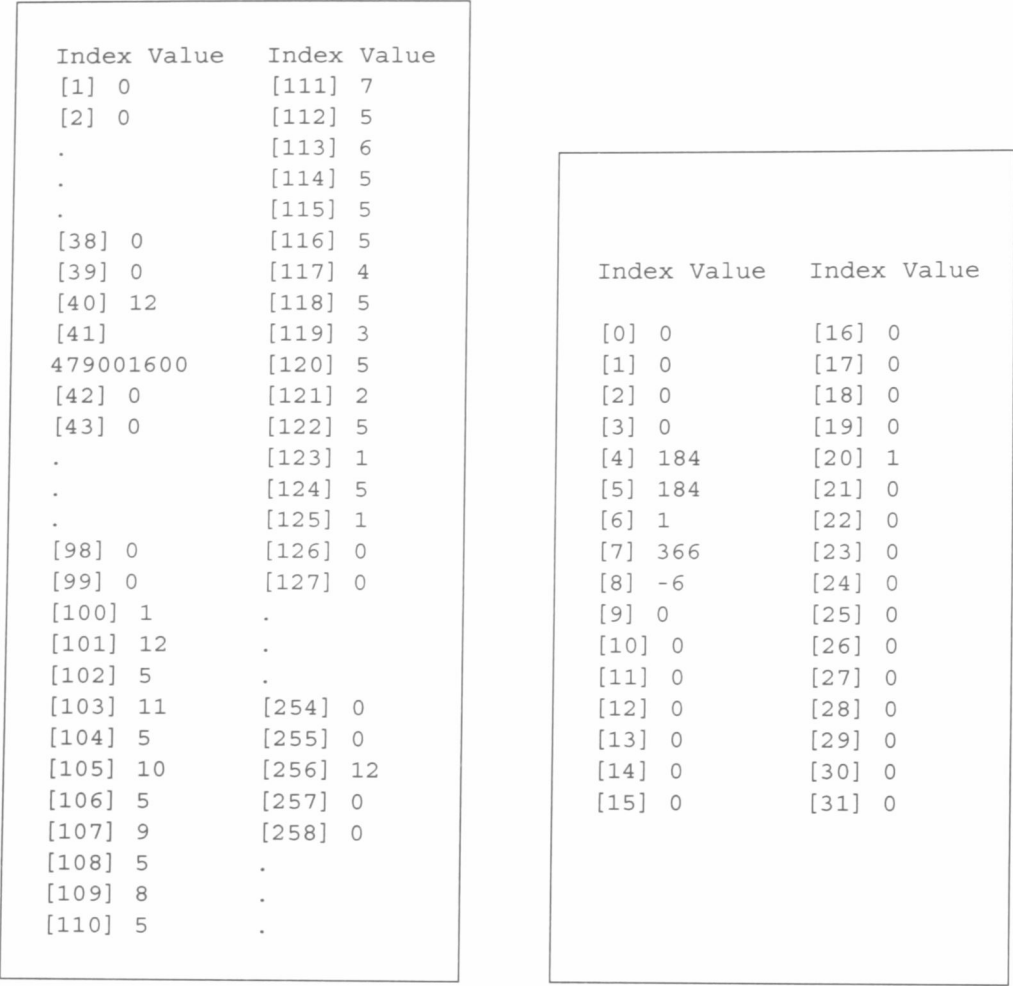 Index Value Index Value
[1] 0 [111] 7
[2] 0 [112] 5
. [113] 6
. [114] 5
. [115] 5
[38] 0 [116] 5
[39] 0 [117] 4
[40] 12 [118] 5
[41] [119] 3
479001600 [120] 5
[42] 0 [121] 2
[43] 0 [122] 5
. [123] 1
. [124] 5
. [125] 1
[98] 0 [126] 0
[99] 0 [127] 0
[100] 1 .
[101] 12 .
[102] 5 .
[103] 11 [254] 0
[104] 5 [255] 0
[105] 10 [256] 12
[106] 5 [257] 0
[107] 9 [258] 0
[108] 5 .
[109] 8 .
[110] 5 .
Index Value Index Value
[0] 0 [16] 0
[1] 0 [17] 0
[2] 0 [18] 0
[3] 0 [19] 0
[4] 184 [20] 1
[5] 184 [21] 0
[6] 1 [22] 0
[7] 366 [23] 0
[8] -6 [24] 0
[9] 0 [25] 0
[10] 0 [26] 0
[11] 0 [27] 0
[12] 0 [28] 0
[13] 0 [29] 0
[14] 0 [30] 0
[15] 0 [31] 0